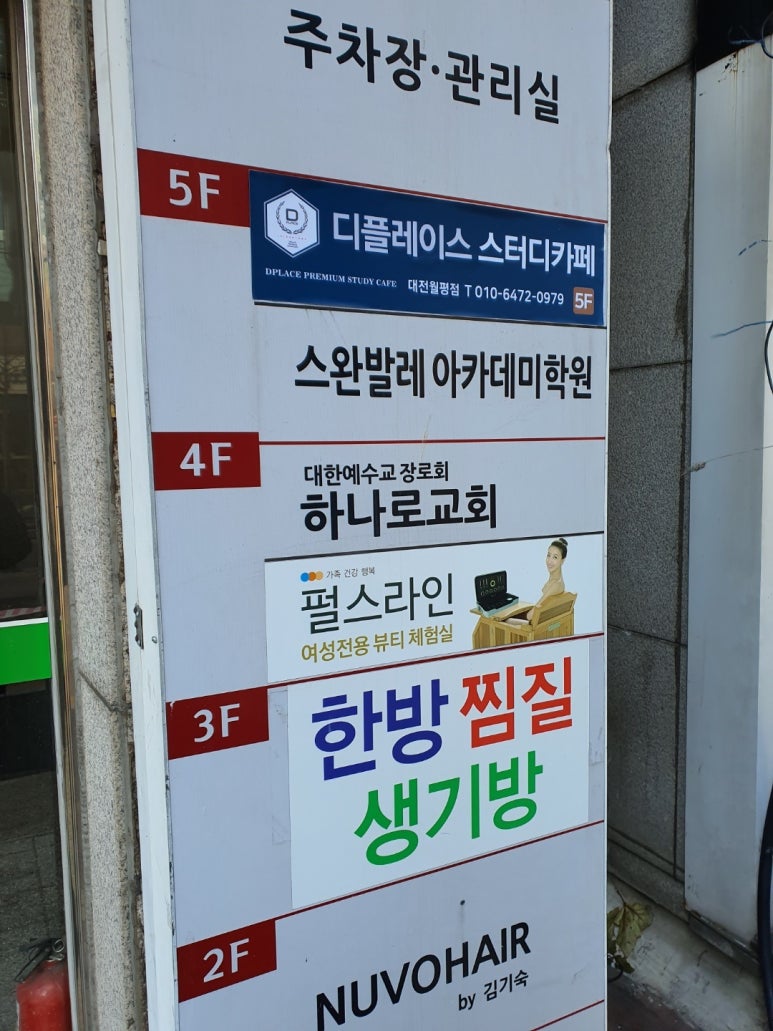 주차장·관리실
5F
디플레이스 스터디카페
DPLACE PREMIUM STUDY CAFE 대전월평점 T 010-6472-0979 5F
스완발레 아카데미학원
4F
대한예수교 장로회
하나로교회
가족 건강 행복
펄스라인
여성전용 뷰티 체험실
3F
한방 찜질
생기방
2F
NUVOHAIR
by 김기숙